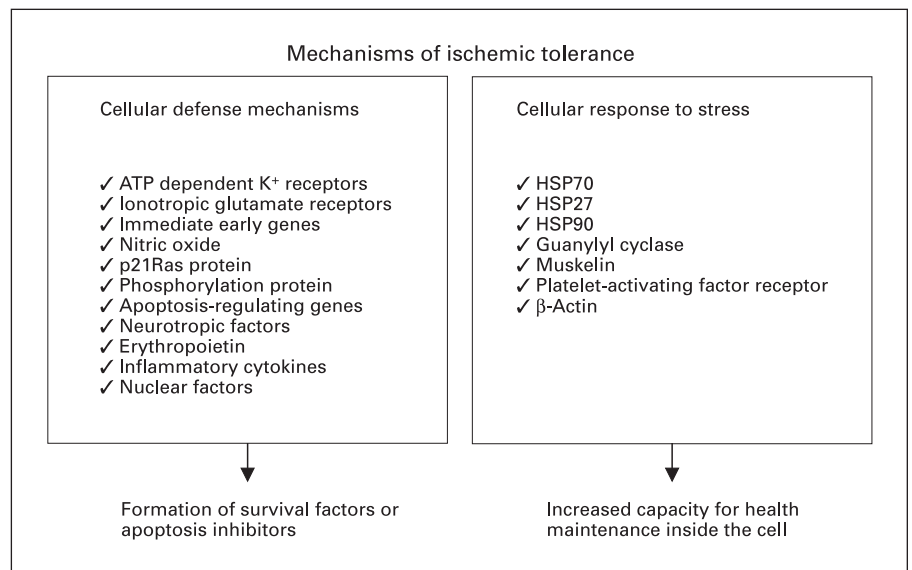 Mechanisms of ischemic tolerance
Cellular defense mechanisms
✓ ATP dependent K⁺ receptors
✓ Ionotropic glutamate receptors
✓ Immediate early genes
✓ Nitric oxide
✓ p21Ras protein
✓ Phosphorylation protein
✓ Apoptosis-regulating genes
✓ Neurotropic factors
✓ Erythropoietin
✓ Inflammatory cytokines
✓ Nuclear factors
Formation of survival factors or
apoptosis inhibitors
Cellular response to stress
✓ HSP70
✓ HSP27
✓ HSP90
✓ Guanylyl cyclase
✓ Muskelin
✓ Platelet-activating factor receptor
✓ β-Actin
Increased capacity for health
maintenance inside the cell